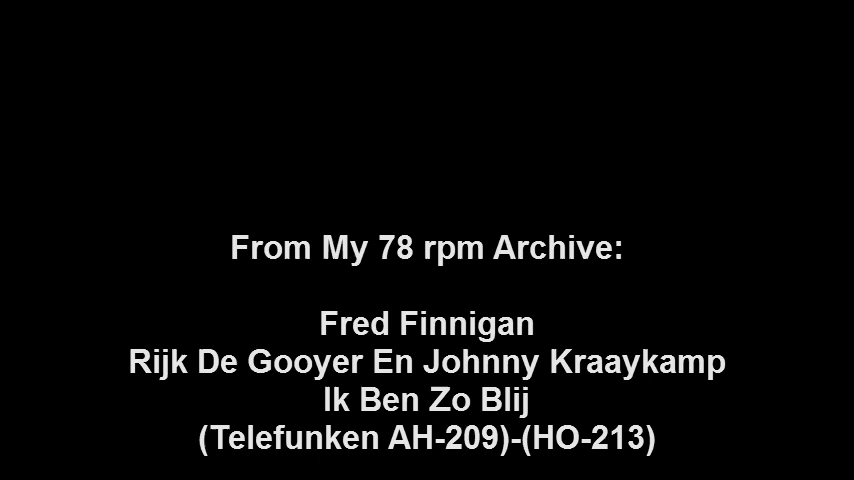 From My 78 rpm Archive:
Fred Finnigan
Rijk De Gooyer En Johnny Kraaykamp
Ik Ben Zo Blij
(Telefunken AH-209)-(HO-213)